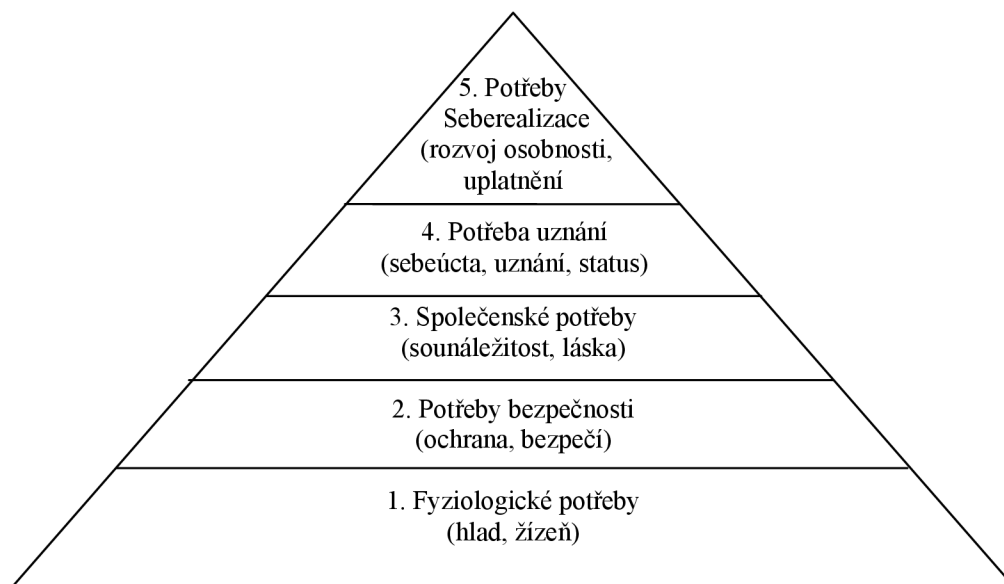 5. Potřeby
Seberealizace
(rozvoj osobnosti,
uplatnění
4. Potřeba uznání
(sebeúcta, uznání, status)
3. Společenské potřeby
(sounáležitost, láska)
2. Potřeby bezpečnosti
(ochrana, bezpečí)
1. Fyziologické potřeby
(hlad, žízeň)